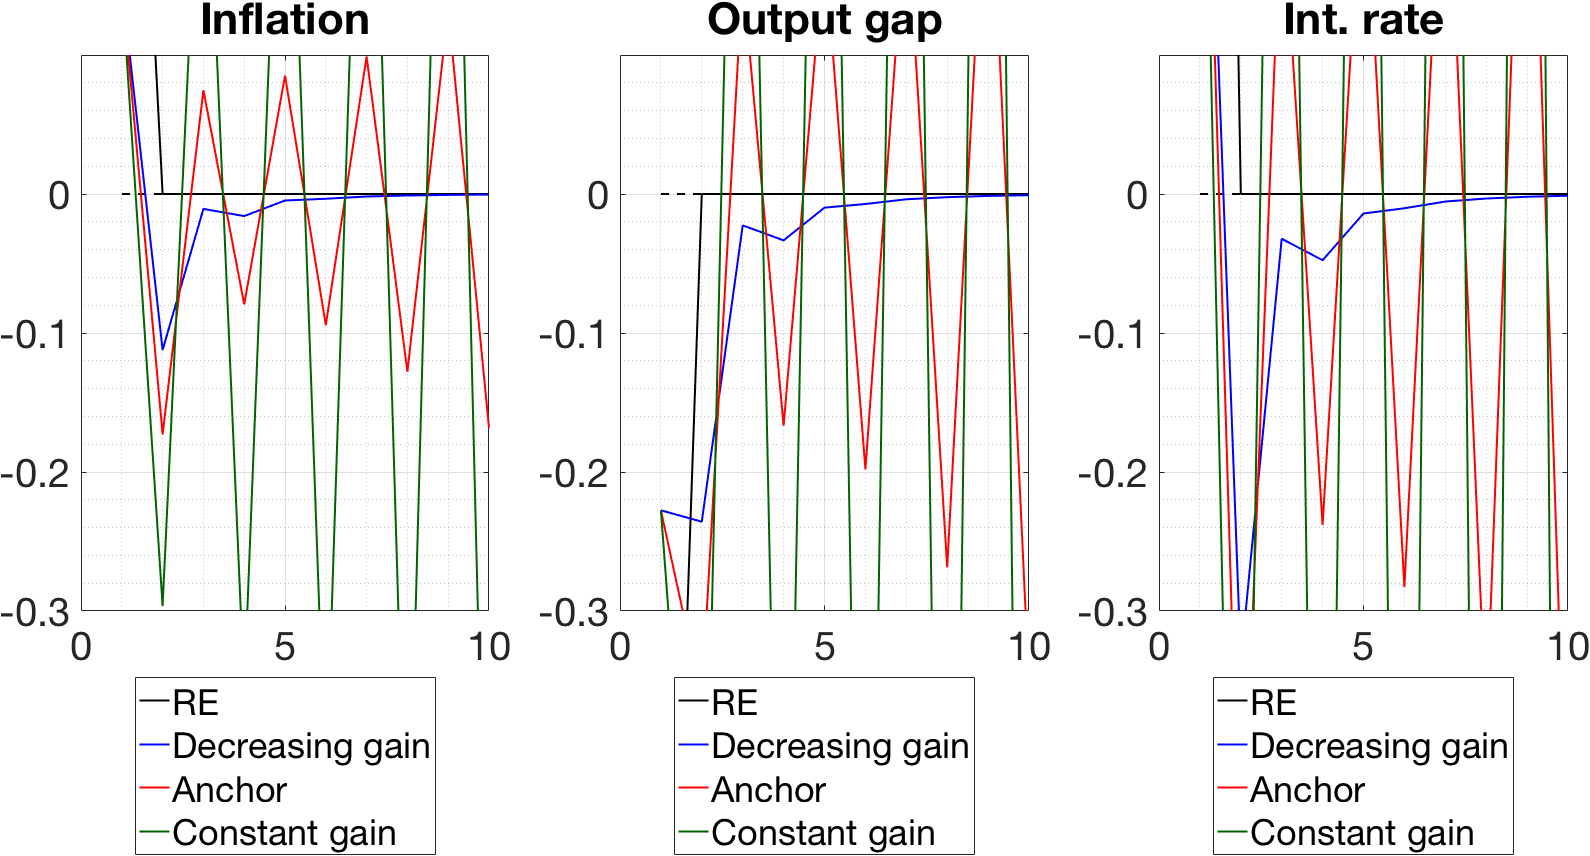 Inflation
0
-0.1
-0.2
-0.3
0 5 10
RE
Decreasing gain
Anchor
Constant gain
Output gap
0
-0.1
-0.2
-0.3
0 5 10
RE
Decreasing gain
Anchor
Constant gain
Int. rate
0
-0.1
-0.2
-0.3
0 5 10
RE
Decreasing gain
Anchor
Constant gain